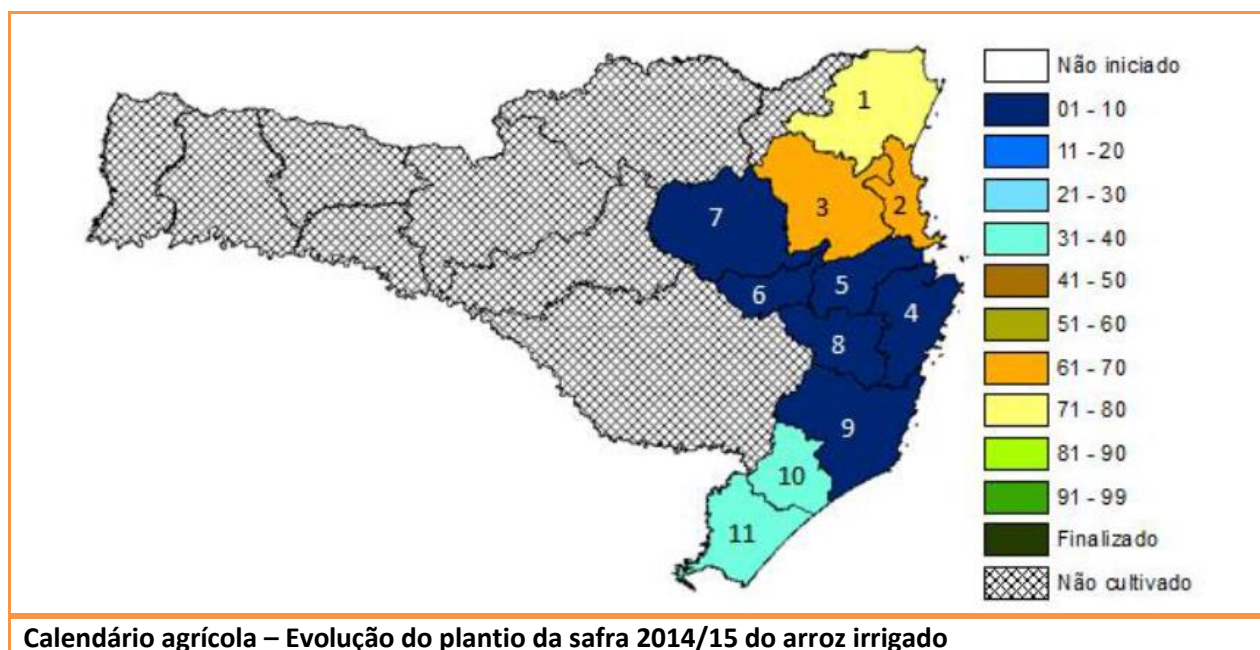 Não iniciado
01 - 10
11 - 20
21 - 30
31 - 40
41 - 50
51 - 60
61 - 70
71 - 80
81 - 90
91 - 99
Finalizado
Não cultivado
1
2
3
7
5
6
4
8
9
10
11
Calendário agrícola – Evolução do plantio da safra 2014/15 do arroz irrigado